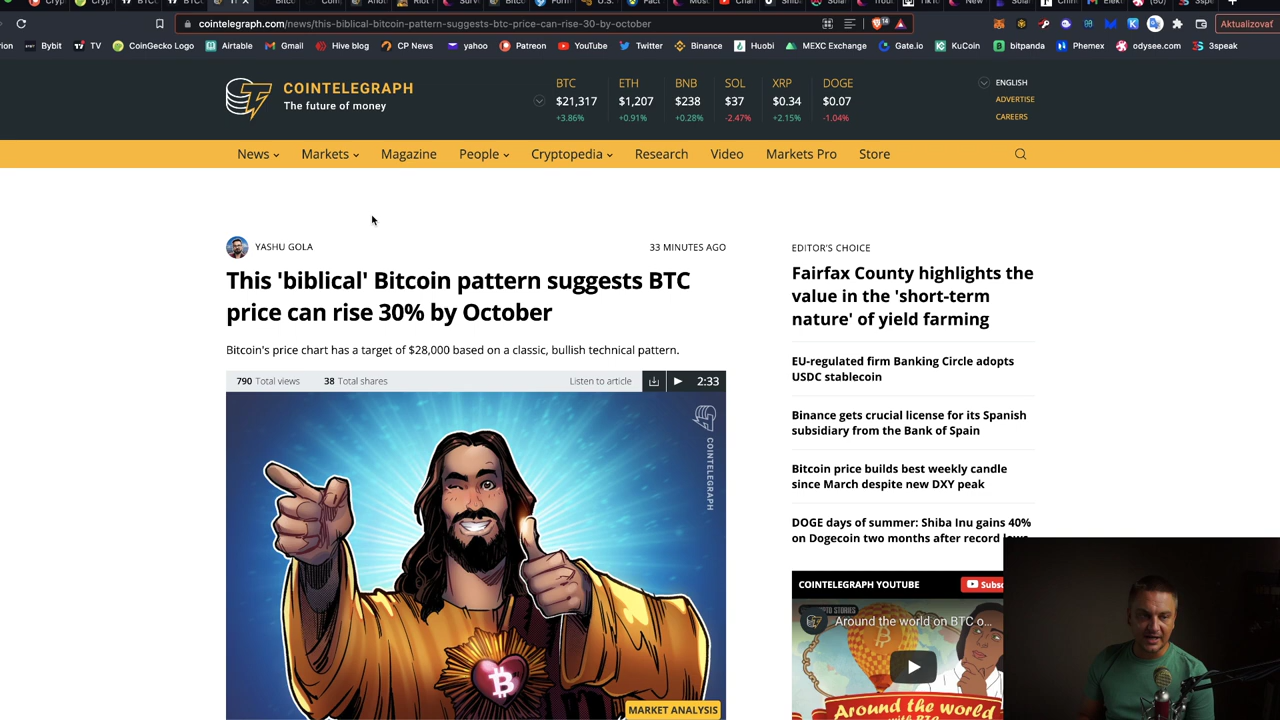 cointelegraph.com/news/this-biblical-bitcoin-pattern-suggests-btc-price-can-rise-30-by-october
14
Aktualizovať
Bybit
TV
CoinGecko Logo
Airtable
Gmail
Hive blog
CP News
yahoo
Patreon
YouTube
Twitter
Binance
Huobi
MEXC Exchange
Gate.io
KuCoin
bitpanda
Phemex
odysee.com
3speak
COINTELEGRAPH
The future of money
BTC ETH BNB SOL XRP DOGE
$21,317 $1,207 $238 $37 $0.34 $0.07
+3.86% +0.91% +0.28% -2.47% +2.15% -1.04%
ENGLISH
ADVERTISE
CAREERS
News Markets Magazine People Cryptopedia Research Video Markets Pro Store
YASHU GOLA
33 MINUTES AGO
This 'biblical' Bitcoin pattern suggests BTC
price can rise 30% by October
Bitcoin's price chart has a target of $28,000 based on a classic, bullish technical pattern.
790 Total views 38 Total shares Listen to article 2:33
COINTELEGRAPH
MARKET ANALYSIS
EDITOR'S CHOICE
Fairfax County highlights the
value in the 'short-term
nature' of yield farming
EU-regulated firm Banking Circle adopts
USDC stablecoin
Binance gets crucial license for its Spanish
subsidiary from the Bank of Spain
Bitcoin price builds best weekly candle
since March despite new DXY peak
DOGE days of summer: Shiba Inu gains 40%
on Dogecoin two months after record
COINTELEGRAPH YOUTUBE
Around the world on BTC o...
Around the world